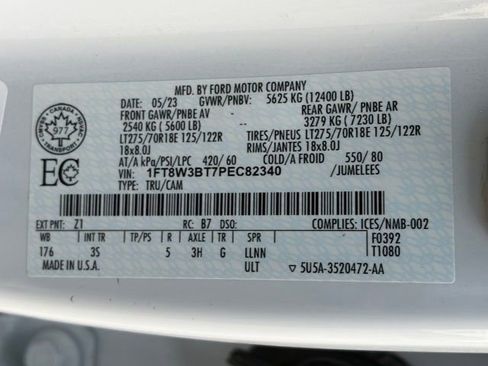 MFD. BY FORD MOTOR COMPANY
DATE: 05/23 GVWR/PNBV: 5625 KG (12400 LB)
FRONT GAWR/PNBE AV REAR GAWR/ PNBE AR
2540 KG ( 5600 LB) 3279 KG ( 7230 LB)
LT275/70R18E 125/122R TIRES/PNEUS LT275/70R18E 125/122R
18x8.0J RIMS/JANTES 18x8.0J
AT/A kPa/PSI/LPC 420/ 60 COLD/A FROID 550/ 80
VIN: 1FT8W3BT7PEC82340 /JUMELEES
TYPE: TRU/CAM
CANADA
977
EC
EXT PNT: Z1 RC: B7 DSO: COMPLIES: ICES/NMB-002
WB INT TR TP/PS R AXLE TR SPR F0392
176 3S 5 3H G LLNN T1080
MADE IN U.S.A. ULT 5U5A-3520472-AA